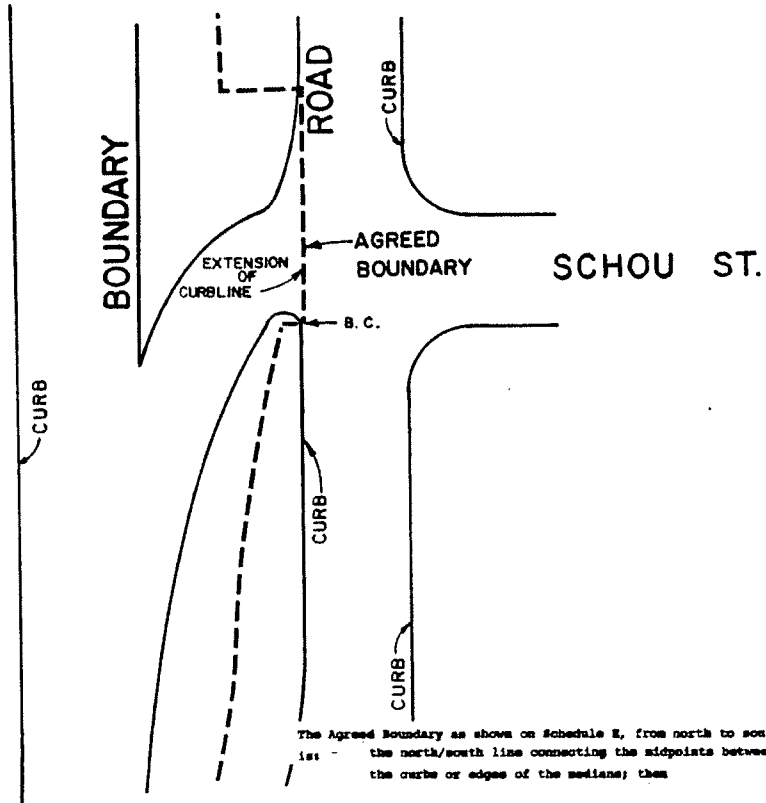 ROAD
CURB
BOUNDARY
AGREED
BOUNDARY
EXTENSION
OF
CURBLINE
SCHOU ST.
B.C.
CURB
CURB
CURB
The Agreed Boundary as shown on Schedule E, from north to sou
is: - the north/south line connecting the midpoints betwee
the curbs or edges of the medians; then